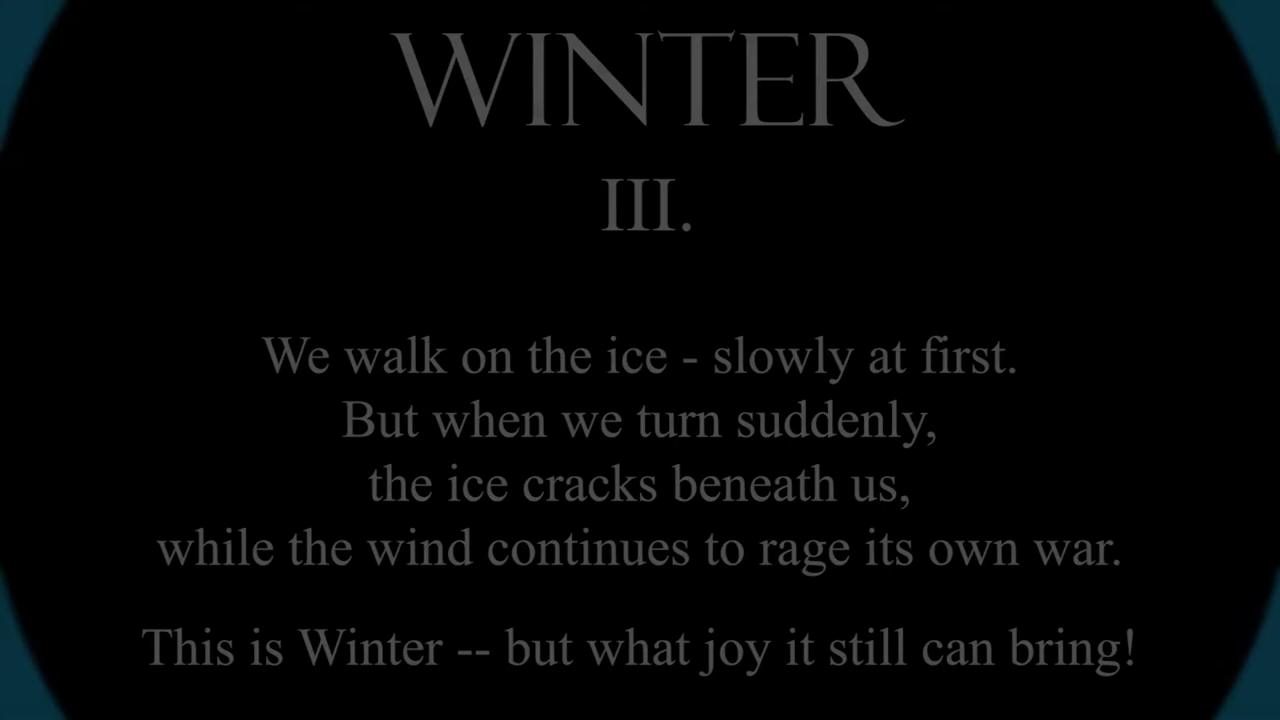 WINTER
III.
We walk on the ice - slowly at first.
But when we turn suddenly,
the ice cracks beneath us,
while the wind continues to rage its own war.
This is Winter -- but what joy it still can bring!